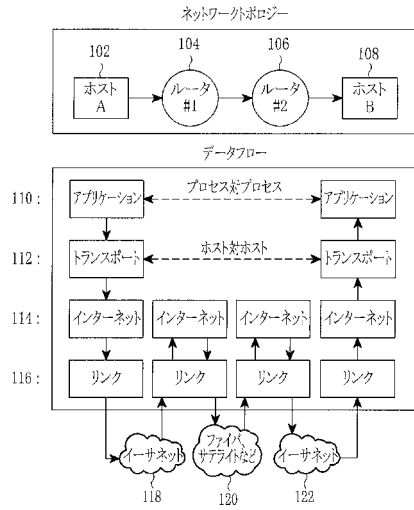 ネットワークトポロジー
102
104
106
108
ホスト
A
ルータ
#1
ルータ
#2
ホスト
B
データフロー
110 :
アプリケーション
プロセス対プロセス
アプリケーション
112 :
トランスポート
ホスト対ホスト
トランスポート
114 :
インターネット
インターネット
インターネット
インターネット
116 :
リンク
リンク
リンク
リンク
イーサネット
ファイバ,
サテライトなど
イーサネット
118
120
122